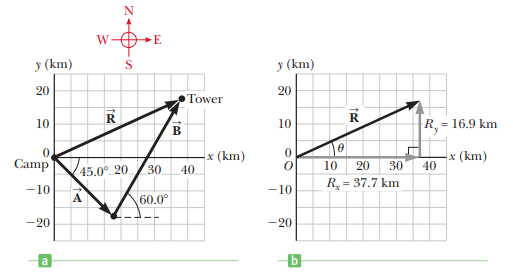 N
W E
S
y (km)
20
10
0
-10
-20
Camp
R
A
B
Tower
45.0°
20 30 40
x (km)
60.0°
a
y (km)
20
10
0
-10
-20
O
R
θ
10 20 30 40
x (km)
Ry = 16.9 km
Rx = 37.7 km
b